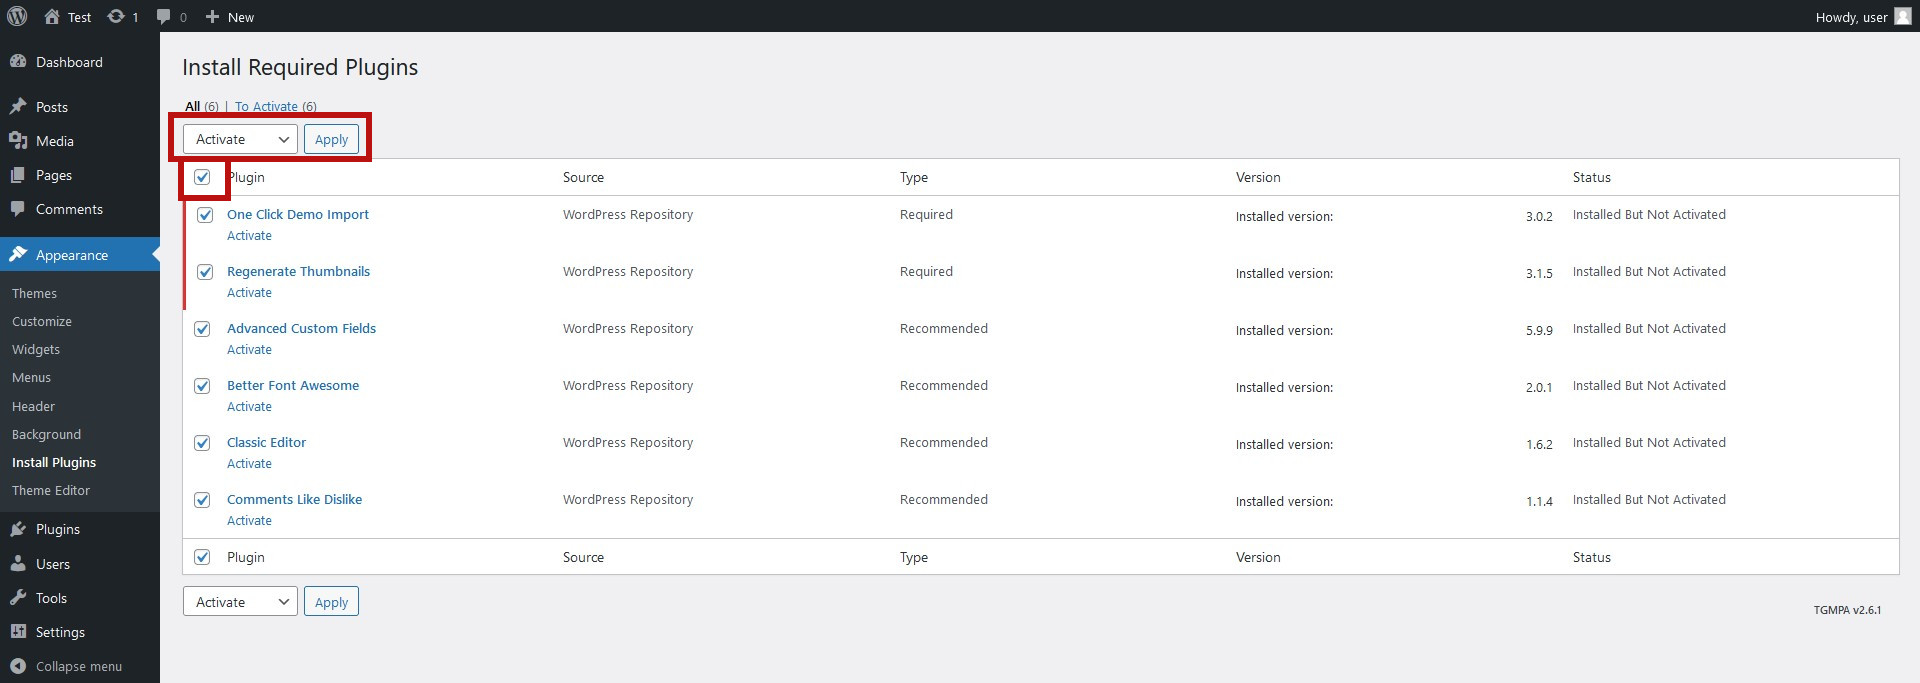 Test 1 0 New Howdy, user
Dashboard
Posts
Media
Pages
Comments
Appearance
Themes
Customize
Widgets
Menus
Header
Background
Install Plugins
Theme Editor
Plugins
Users
Tools
Settings
Collapse menu
Install Required Plugins
All (6) | To Activate (6)
Activate Apply
Plugin Source Type Version Status
One Click Demo Import WordPress Repository Required Installed version: 3.0.2 Installed But Not Activated
Activate
Regenerate Thumbnails WordPress Repository Required Installed version: 3.1.5 Installed But Not Activated
Activate
Advanced Custom Fields WordPress Repository Recommended Installed version: 5.9.9 Installed But Not Activated
Activate
Better Font Awesome WordPress Repository Recommended Installed version: 2.0.1 Installed But Not Activated
Activate
Classic Editor WordPress Repository Recommended Installed version: 1.6.2 Installed But Not Activated
Activate
Comments Like Dislike WordPress Repository Recommended Installed version: 1.1.4 Installed But Not Activated
Activate
Plugin Source Type Version Status
Activate Apply
TGMPA v2.6.1